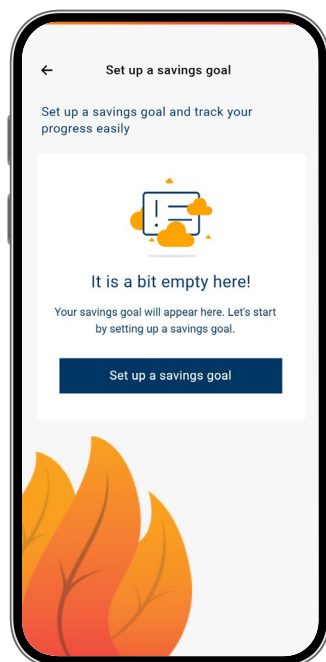 Set up a savings goal
Set up a savings goal and track your
progress easily
It is a bit empty here!
Your savings goal will appear here. Let's start
by setting up a savings goal.
Set up a savings goal